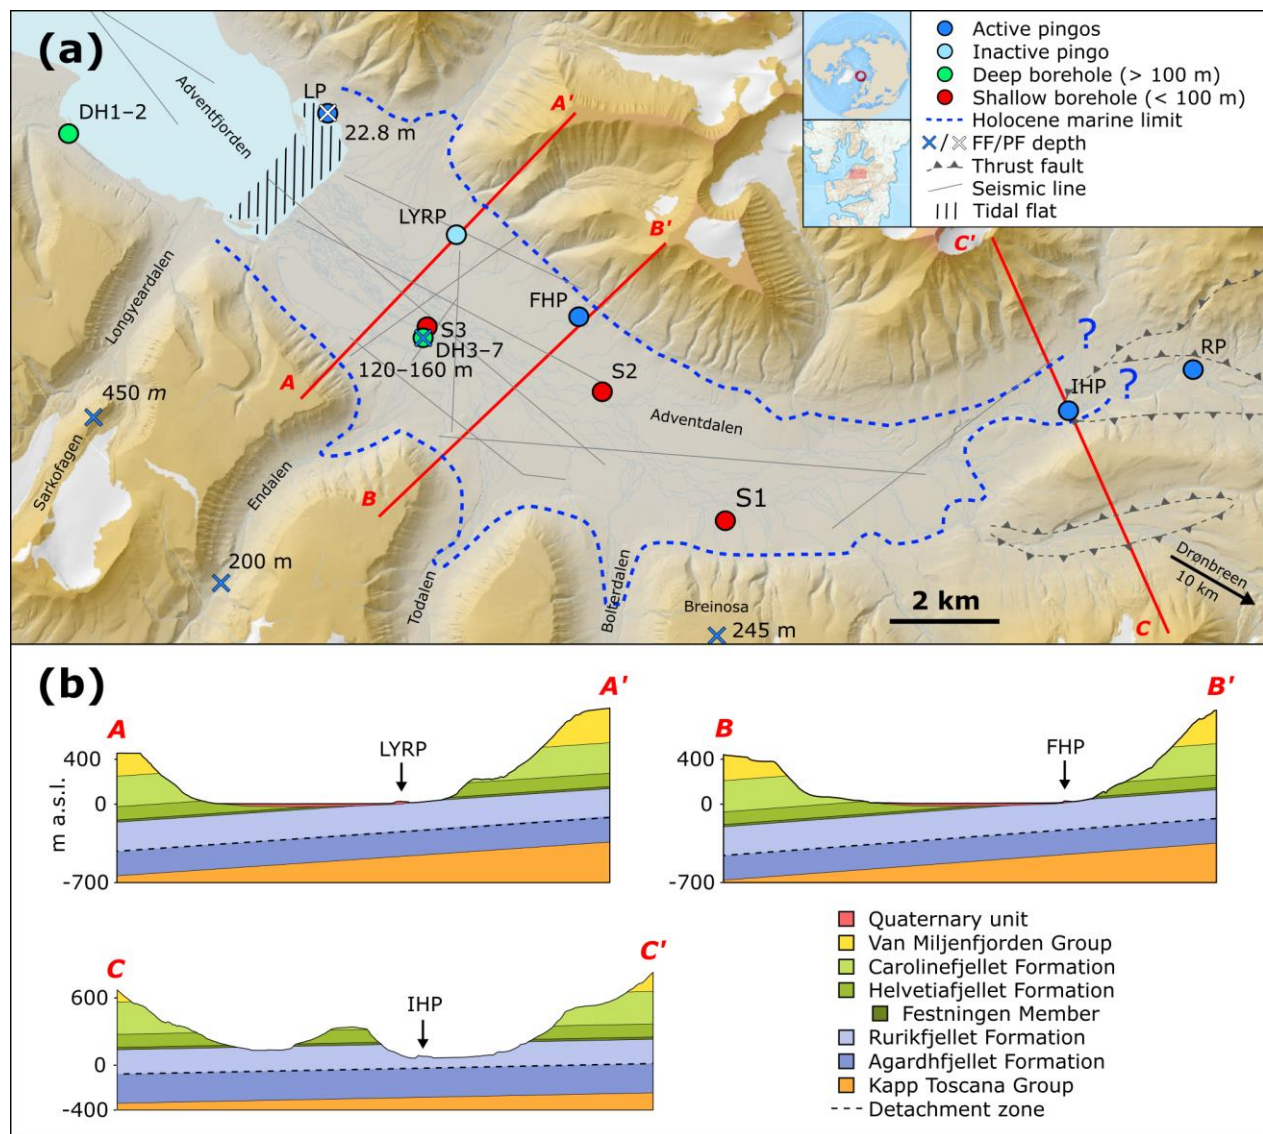 (a)
DH1–2
Adventfjorden
LP
22.8 m
A'
Active pingos
Inactive pingo
Deep borehole (> 100 m)
Shallow borehole (< 100 m)
Holocene marine limit
/ FF/PF depth
Thrust fault
Seismic line
Tidal flat
LYRP
B'
C'
Longyeardalen
FHP
S3
DH3–7
120–160 m
?
RP
A
S2
IHP
?
450 m
Adventdalen
Sarkofagen
Endalen
B
S1
200 m
Todalen
Bolterdalen
Breinosa
245 m
2 km
Drønbreen
10 km
C
(b)
A
A'
B
B'
LYRP
FHP
400
0
-700
m a.s.l.
400
0
-700
C
C'
IHP
600
0
-400
Quaternary unit
Van Miljenfjorden Group
Carolinefjellet Formation
Helvetiafjellet Formation
Festningen Member
Rurikfjellet Formation
Agardhfjellet Formation
Kapp Toscana Group
Detachment zone